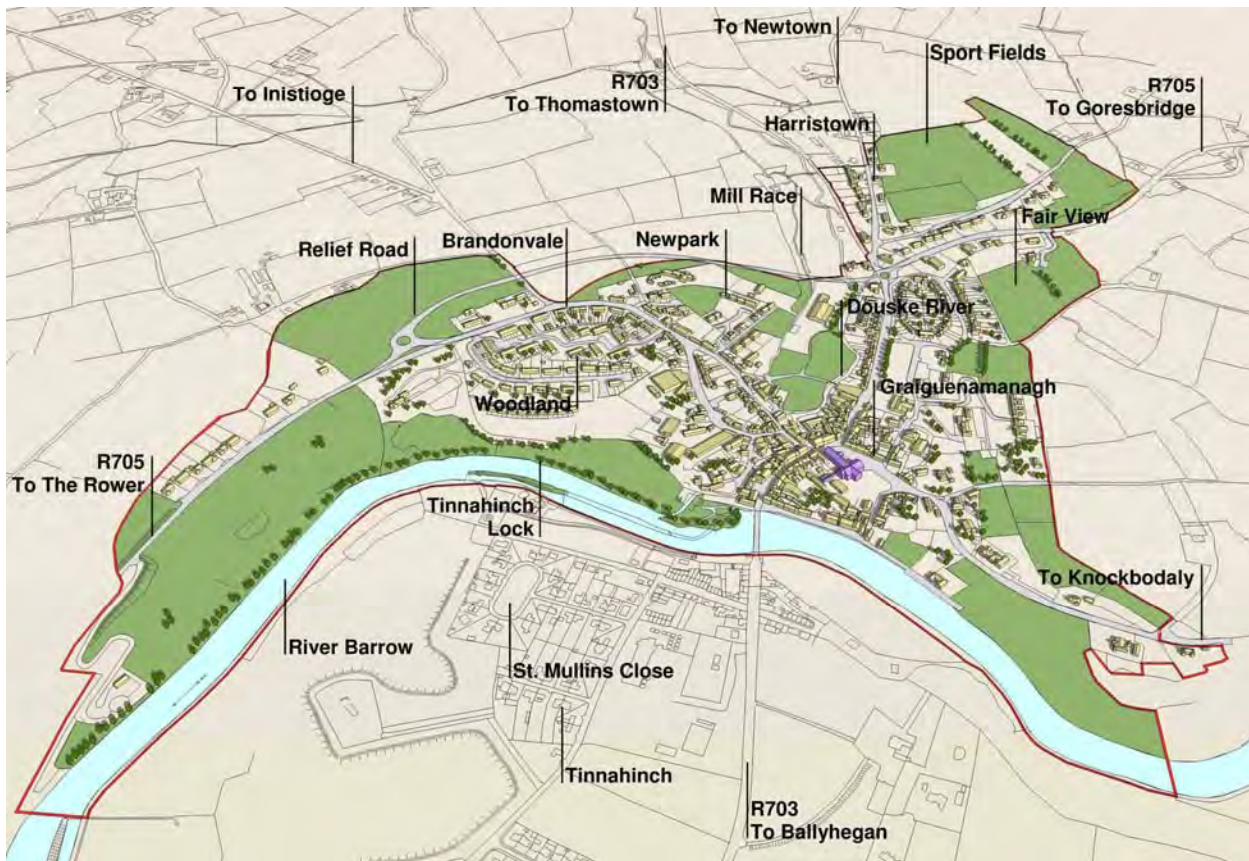 To Newtown
Sport Fields
R703
To Thomastown
R705
To Goresbridge
To Inistioge
Harristown
Mill Race
Fair View
Relief Road
Brandonvale
Newpark
Douske River
Graiguenamanagh
Woodland
R705
To The Rower
Tinnahinch
Lock
To Knockbodaly
River Barrow
St. Mullins Close
Tinnahinch
R703
To Ballyhegan